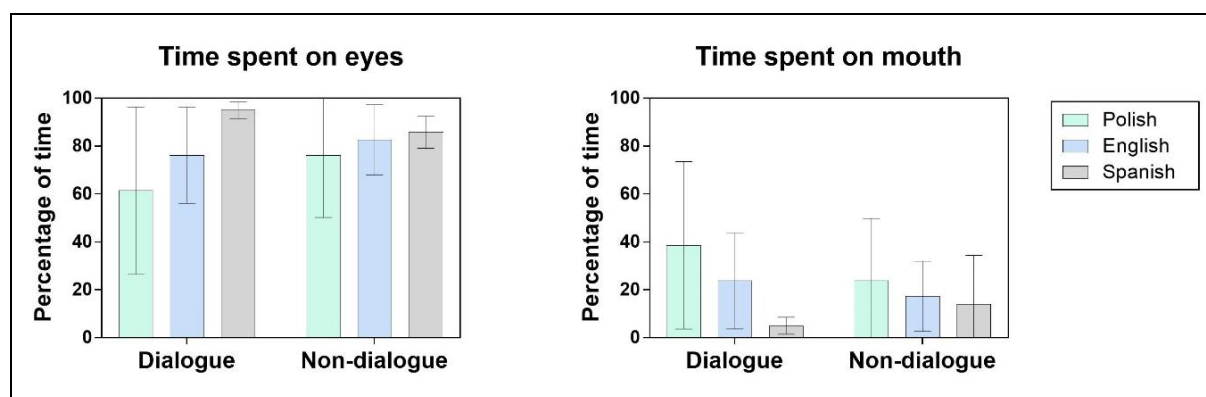 Time spent on eyes
Percentage of time
100
80
60
40
20
0
Dialogue Non-dialogue
Time spent on mouth
Percentage of time
100
80
60
40
20
0
Dialogue Non-dialogue
Polish
English
Spanish